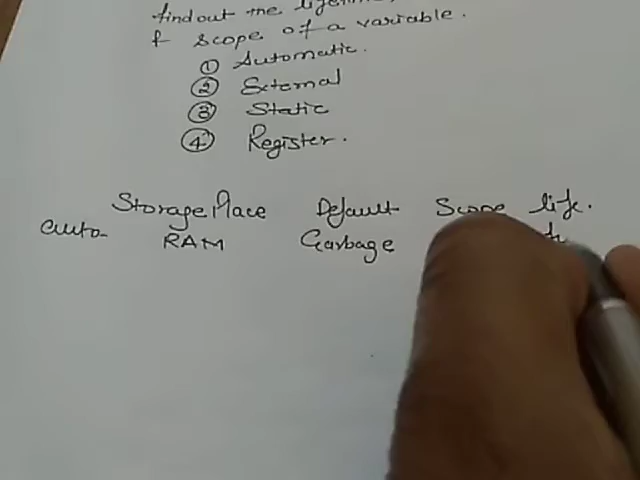 find out the lifetime
& scope of a variable.
① Automatic.
② External
③ Static
④ Register.
Storage Place Default Scope life.
auto- RAM Garbage